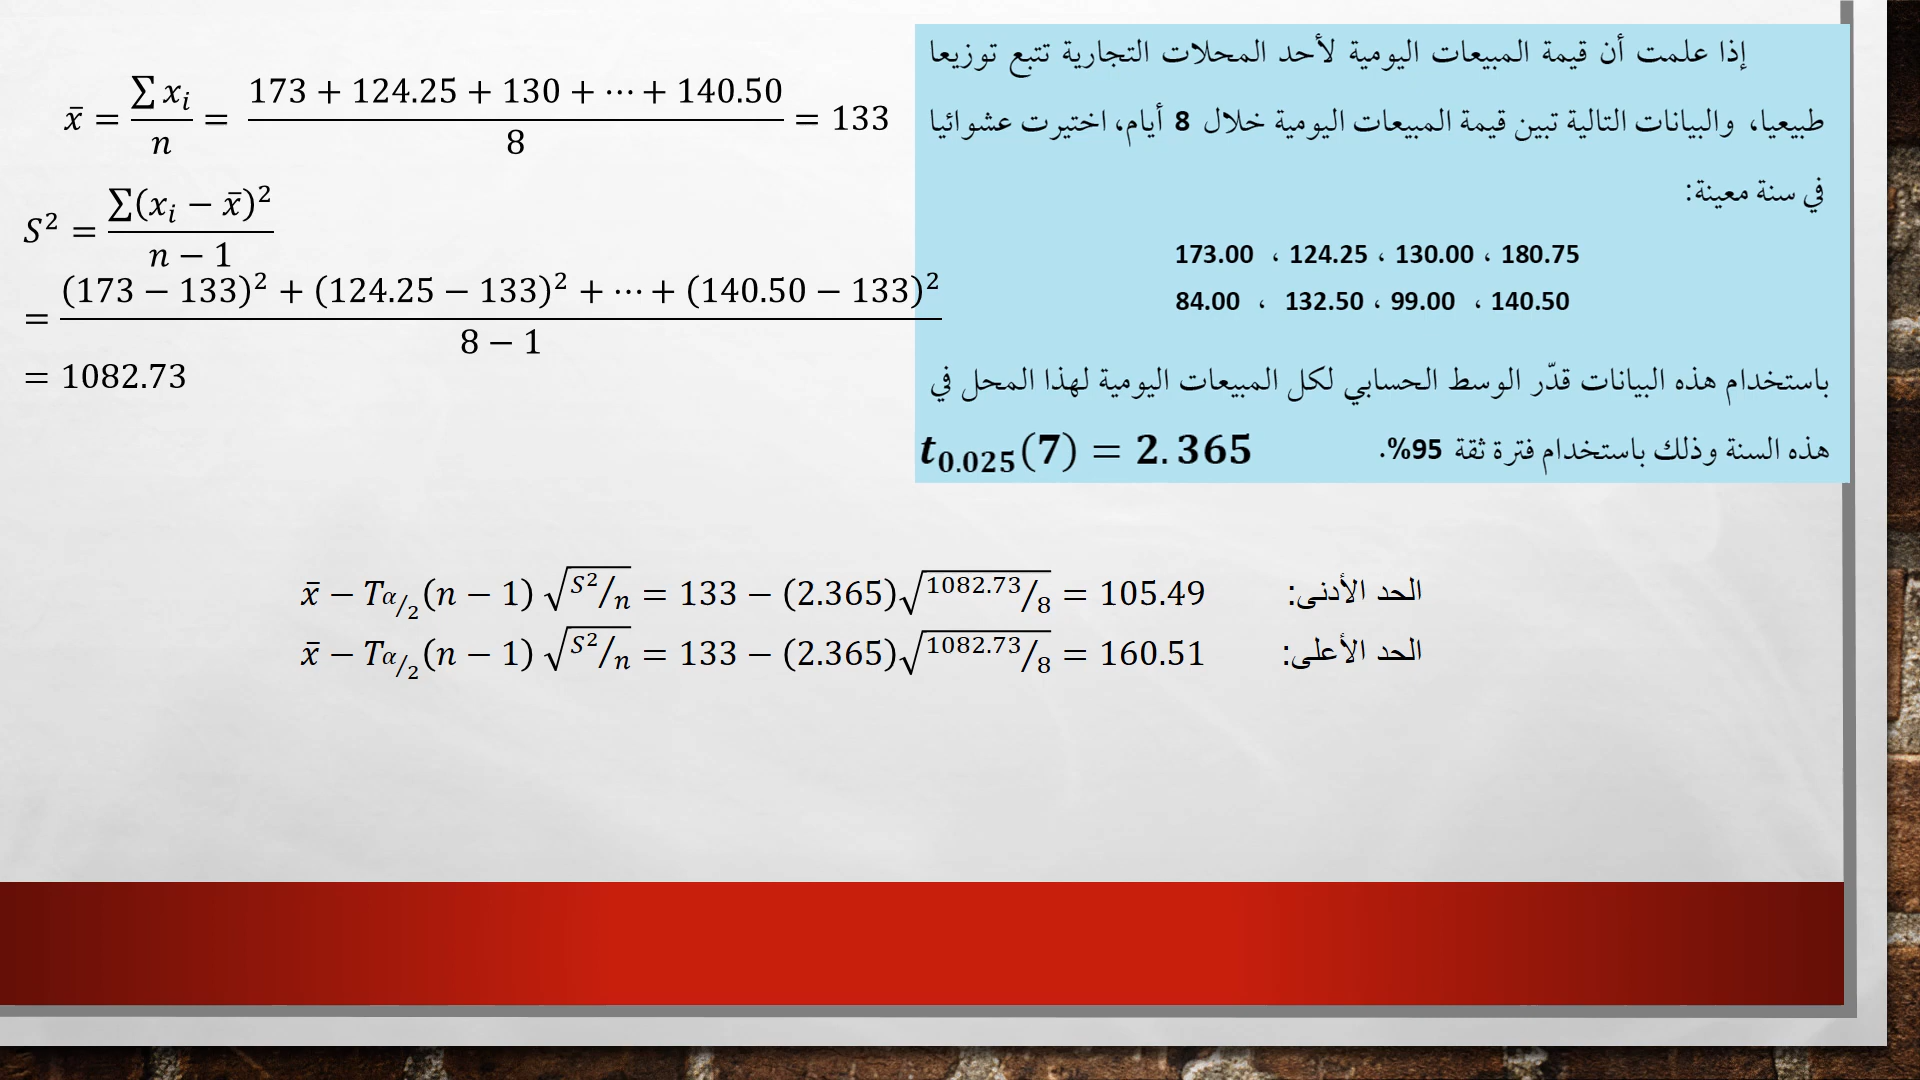 إذا علمت أن قيمة المبيعات اليومية لأحد المحلات التجارية تتبع توزيعا
طبيعيا، والبيانات التالية تبين قيمة المبيعات اليومية خلال 8 أيام، اختيرت عشوائيا
في سنة معينة:
173.00 ، 124.25 ، 130.00 ، 180.75
84.00 ، 132.50 ، 99.00 ، 140.50
باستخدام هذه البيانات قدّر الوسط الحسابي لكل المبيعات اليومية لهذا المحل في
هذه السنة وذلك باستخدام فترة ثقة 95%.
t_{0.025}(7) = 2.365
x̄ = ∑xᵢ/n = (173 + 124.25 + 130 + ⋯ + 140.50)/8 = 133
S² = ∑(xᵢ − x̄)²/(n − 1)
= ((173 − 133)² + (124.25 − 133)² + ⋯ + (140.50 − 133)²)/(8 − 1)
= 1082.73
الحد الأدنى: x̄ − T_{α/2}(n − 1) √(S²/n) = 133 − (2.365)√(1082.73/8) = 105.49
الحد الأعلى: x̄ − T_{α/2}(n − 1) √(S²/n) = 133 − (2.365)√(1082.73/8) = 160.51